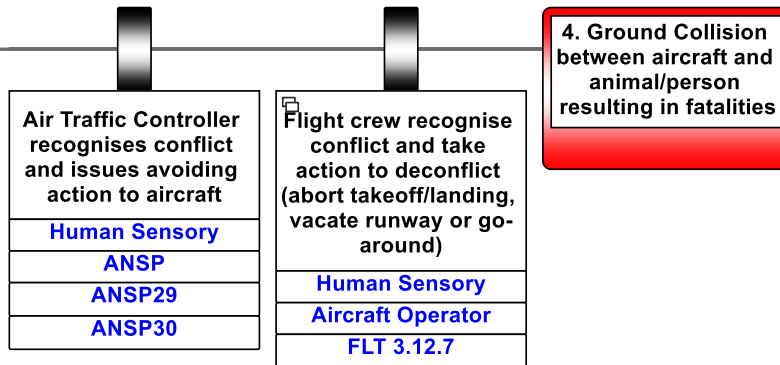 Air Traffic Controller
recognises conflict
and issues avoiding
action to aircraft
Human Sensory
ANSP
ANSP29
ANSP30
Flight crew recognise
conflict and take
action to deconflict
(abort takeoff/landing,
vacate runway or go-
around)
Human Sensory
Aircraft Operator
FLT 3.12.7
4. Ground Collision
between aircraft and
animal/person
resulting in fatalities